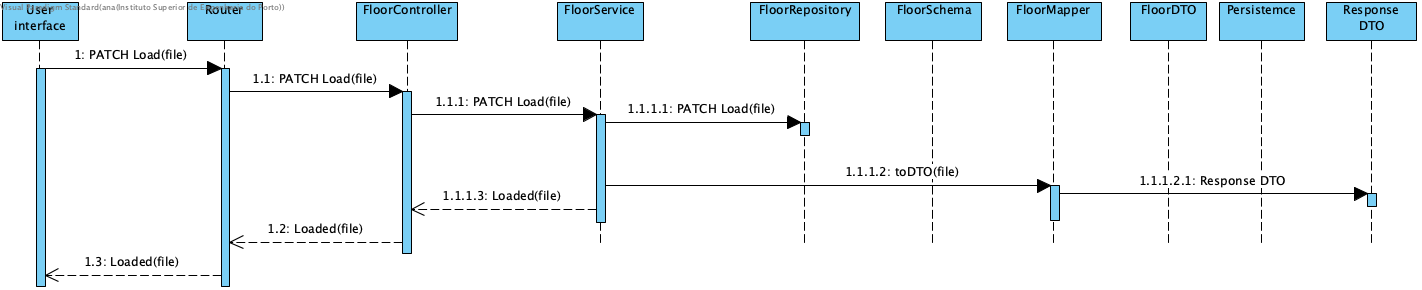 Visual Paradigm Standard(ana(Instituto Superior de Engenharia do Porto))
User
interface
Router
FloorController
FloorService
FloorRepository
FloorSchema
FloorMapper
FloorDTO
Persistemce
Response
DTO
1: PATCH Load(file)
1.1: PATCH Load(file)
1.1.1: PATCH Load(file)
1.1.1.1: PATCH Load(file)
1.1.1.2: toDTO(file)
1.1.1.2.1: Response DTO
1.1.1.3: Loaded(file)
1.2: Loaded(file)
1.3: Loaded(file)